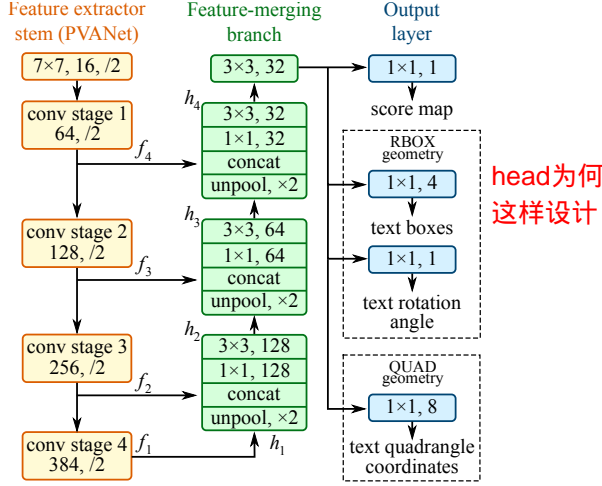 Feature extractor
stem (PVANet)
7×7, 16, /2
conv stage 1
64, /2
f4
conv stage 2
128, /2
f3
conv stage 3
256, /2
f2
conv stage 4
384, /2
f1
Feature-merging
branch
3×3, 32
h4
3×3, 32
1×1, 32
concat
unpool, ×2
h3
3×3, 64
1×1, 64
concat
unpool, ×2
h2
3×3, 128
1×1, 128
concat
unpool, ×2
h1
Output
layer
1×1, 1
score map
RBOX
geometry
1×1, 4
text boxes
1×1, 1
text rotation
angle
QUAD
geometry
1×1, 8
text quadrangle
coordinates
head为何
这样设计